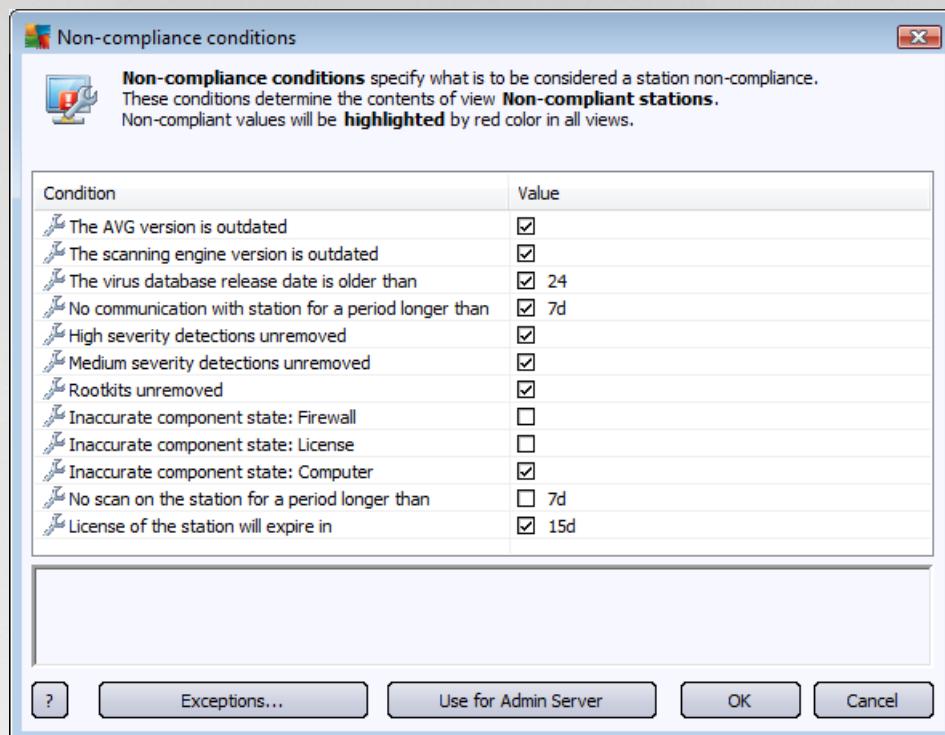 Non-compliance conditions
Non-compliance conditions specify what is to be considered a station non-compliance.
These conditions determine the contents of view Non-compliant stations.
Non-compliant values will be highlighted by red color in all views.
Condition Value
The AVG version is outdated
The scanning engine version is outdated
The virus database release date is older than 24
No communication with station for a period longer than 7d
High severity detections unremoved
Medium severity detections unremoved
Rootkits unremoved
Inaccurate component state: Firewall
Inaccurate component state: License
Inaccurate component state: Computer
No scan on the station for a period longer than 7d
License of the station will expire in 15d
? Exceptions... Use for Admin Server OK Cancel